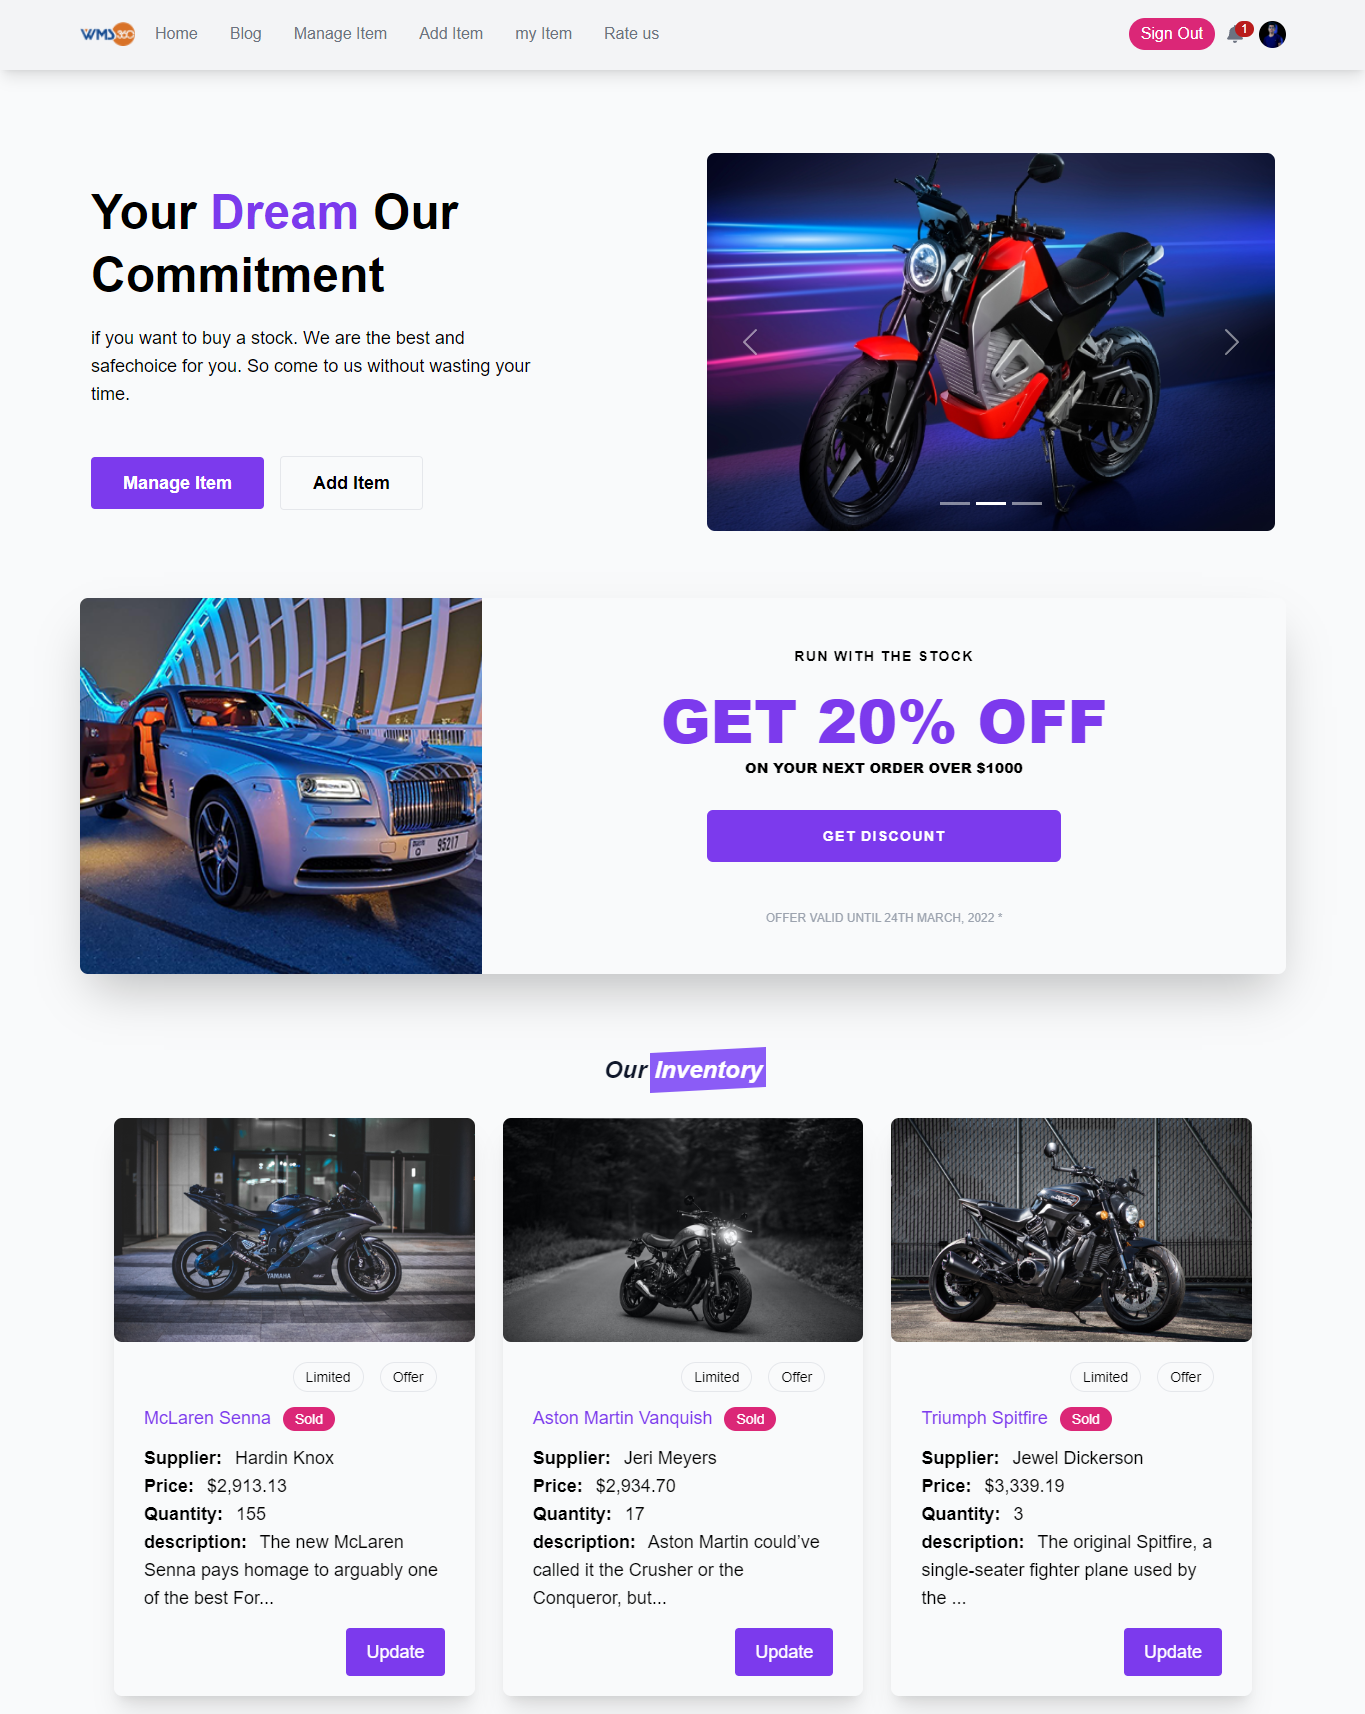 WMS360 Home Blog Manage Item Add Item my Item Rate us Sign Out 1
Your Dream Our
Commitment
if you want to buy a stock. We are the best and
safechoice for you. So come to us without wasting your
time.
Manage Item Add Item
RUN WITH THE STOCK
GET 20% OFF
ON YOUR NEXT ORDER OVER $1000
GET DISCOUNT
OFFER VALID UNTIL 24TH MARCH, 2022 *
95217
Our Inventory
YAMAHA
Limited Offer
McLaren Senna Sold
Supplier: Hardin Knox
Price: $2,913.13
Quantity: 155
description: The new McLaren
Senna pays homage to arguably one
of the best For...
Update
Limited Offer
Aston Martin Vanquish Sold
Supplier: Jeri Meyers
Price: $2,934.70
Quantity: 17
description: Aston Martin could’ve
called it the Crusher or the
Conqueror, but...
Update
Limited Offer
Triumph Spitfire Sold
Supplier: Jewel Dickerson
Price: $3,339.19
Quantity: 3
description: The original Spitfire, a
single-seater fighter plane used by
the ...
Update